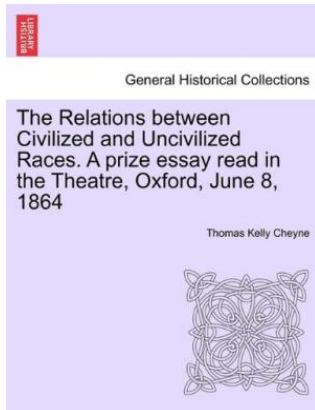 BRITISH
LIBRARY
General Historical Collections
The Relations between
Civilized and Uncivilized
Races. A prize essay read in
the Theatre, Oxford, June 8,
1864
Thomas Kelly Cheyne